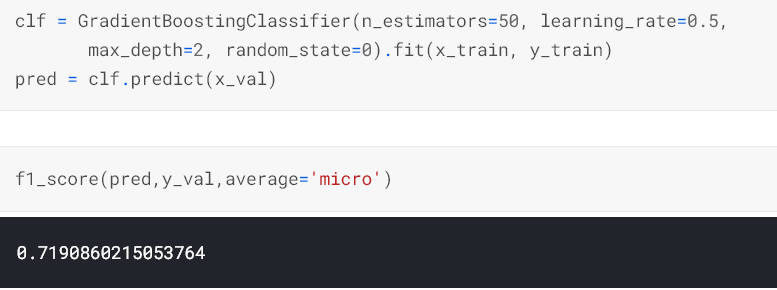 clf = GradientBoostingClassifier(n_estimators=50, learning_rate=0.5,
        max_depth=2, random_state=0).fit(x_train, y_train)
pred = clf.predict(x_val)
f1_score(pred,y_val,average='micro')
0.7190860215053764